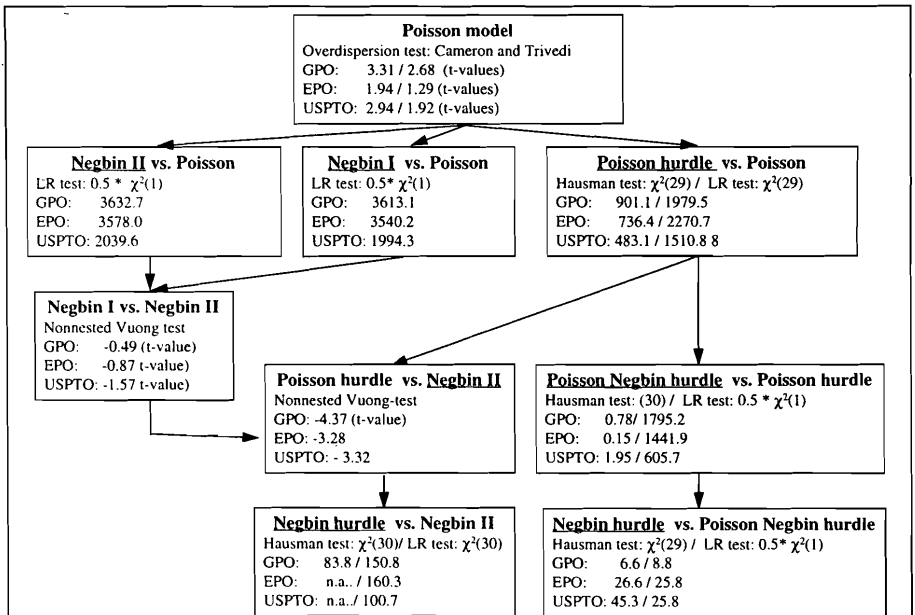 Poisson model
Overdispersion test: Cameron and Trivedi
GPO: 3.31 / 2.68 (t-values)
EPO: 1.94 / 1.29 (t-values)
USPTO: 2.94 / 1.92 (t-values)
Negbin II vs. Poisson
LR test: 0.5 * χ²(1)
GPO: 3632.7
EPO: 3578.0
USPTO: 2039.6
Negbin I vs. Poisson
LR test: 0.5* χ²(1)
GPO: 3613.1
EPO: 3540.2
USPTO: 1994.3
Poisson hurdle vs. Poisson
Hausman test: χ²(29) / LR test: χ²(29)
GPO: 901.1 / 1979.5
EPO: 736.4 / 2270.7
USPTO: 483.1 / 1510.8 8
Negbin I vs. Negbin II
Nonnested Vuong test
GPO: -0.49 (t-value)
EPO: -0.87 t-value)
USPTO: -1.57 t-value)
Poisson hurdle vs. Negbin II
Nonnested Vuong-test
GPO: -4.37 (t-value)
EPO: -3.28
USPTO: - 3.32
Poisson Negbin hurdle vs. Poisson hurdle
Hausman test: (30) / LR test: 0.5 * χ²(1)
GPO: 0.78/ 1795.2
EPO: 0.15 / 1441.9
USPTO: 1.95 / 605.7
Negbin hurdle vs. Negbin II
Hausman test: χ²(30)/ LR test: χ²(30)
GPO: 83.8 / 150.8
EPO: n.a.. / 160.3
USPTO: n.a../ 100.7
Negbin hurdle vs. Poisson Negbin hurdle
Hausman test: χ²(29) / LR test: 0.5* χ²(1)
GPO: 6.6 / 8.8
EPO: 26.6 / 25.8
USPTO: 45.3 / 25.8